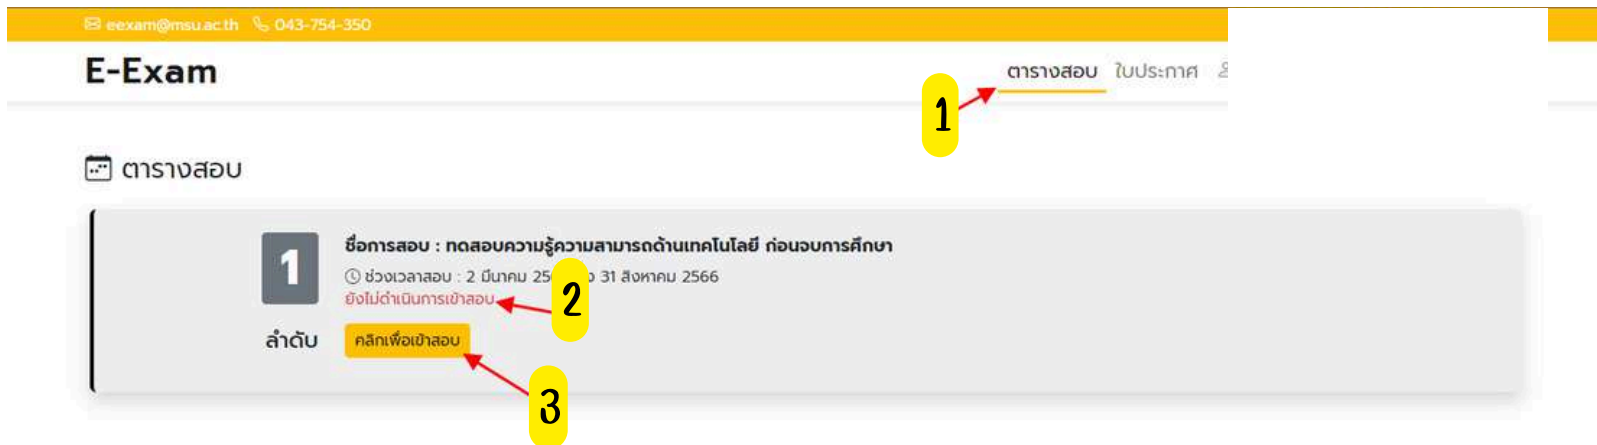 eexam@msu.ac.th 043-754-350
E-Exam
ตารางสอบ ใบประกาศ
1
ตารางสอบ
1
ชื่อการสอบ : ทดสอบความรู้ความสามารถด้านเทคโนโลยี ก่อนจบการศึกษา
ช่วงเวลาสอบ : 2 มีนาคม 31 สิงหาคม 2566
ยังไม่ดำเนินการเข้าสอบ
2
ลำดับ
คลิกเพื่อเข้าสอบ
3